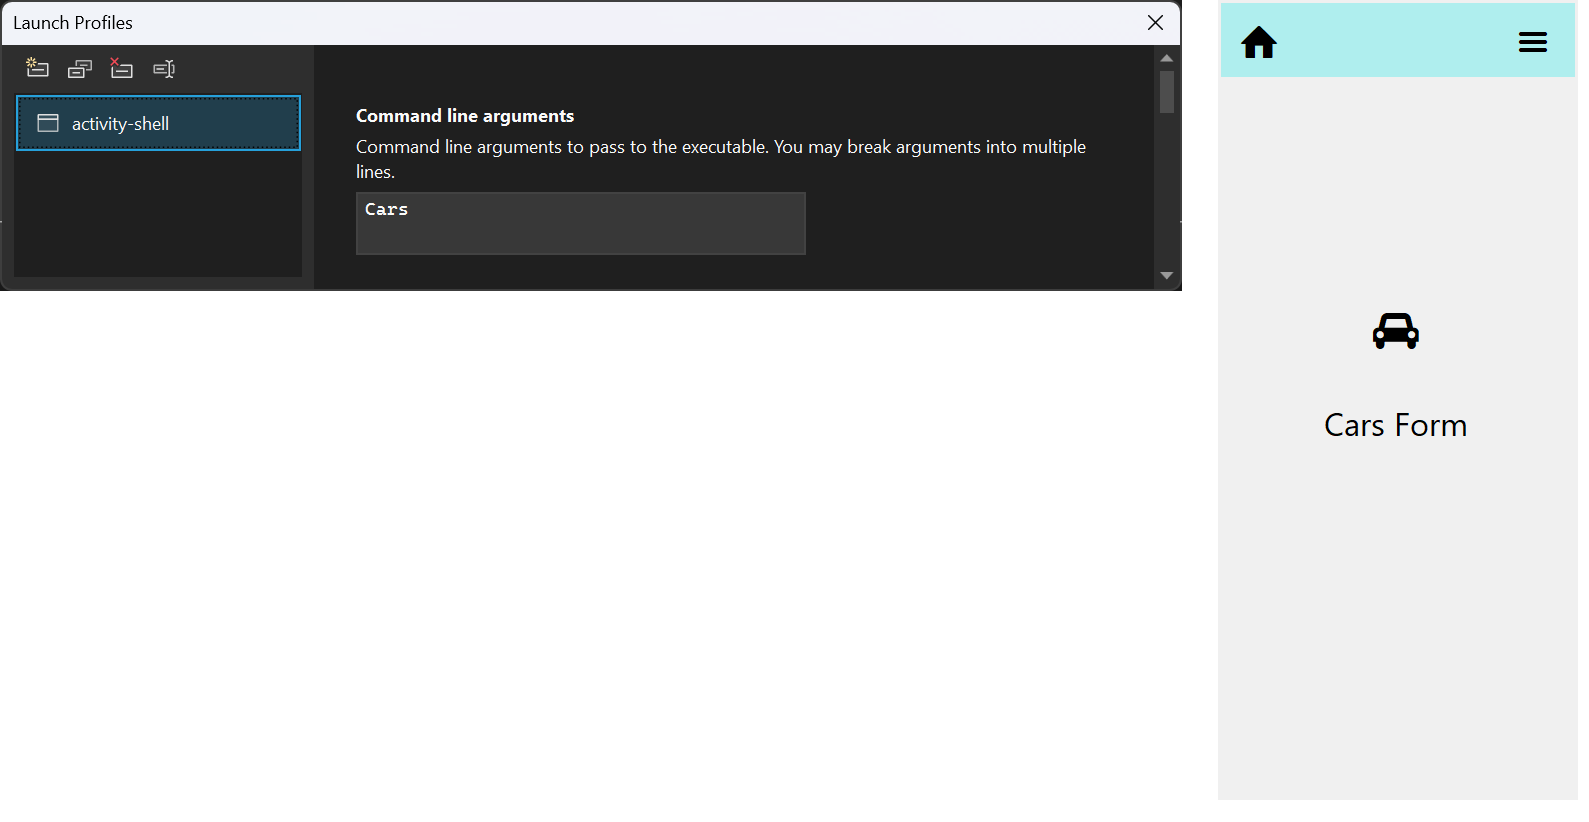 Launch Profiles
activity-shell
Command line arguments
Command line arguments to pass to the executable. You may break arguments into multiple
lines.
Cars
Cars Form